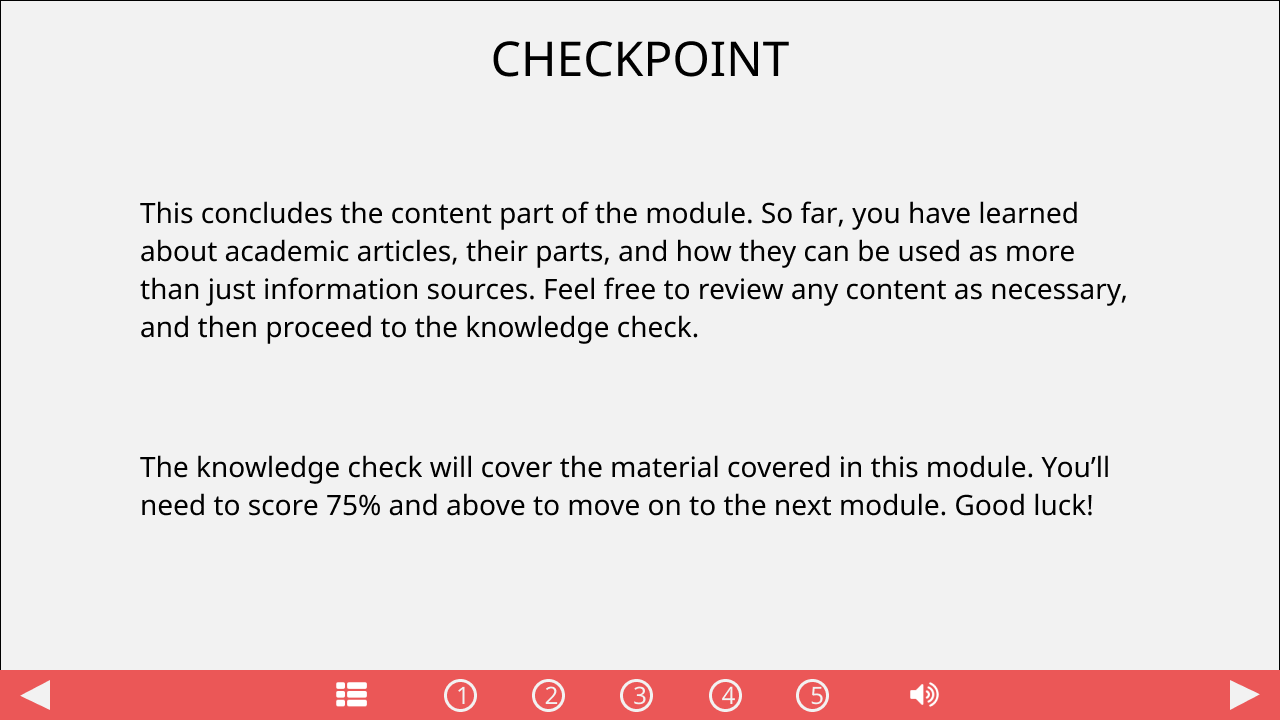 CHECKPOINT
This concludes the content part of the module. So far, you have learned
about academic articles, their parts, and how they can be used as more
than just information sources. Feel free to review any content as necessary,
and then proceed to the knowledge check.
The knowledge check will cover the material covered in this module. You’ll
need to score 75% and above to move on to the next module. Good luck!
1 2 3 4 5